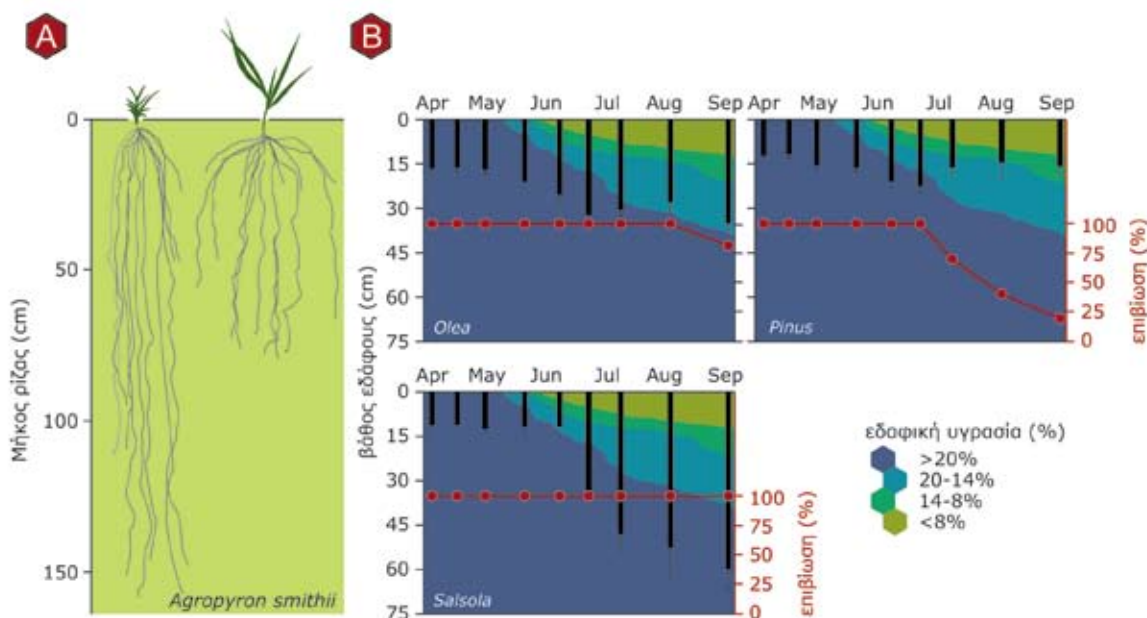 A
B
0
50
100
150
Μήκος ρίζας (cm)
Agropyron smithii
Apr May Jun Jul Aug Sep
0
15
30
45
60
75
βάθος εδάφους (cm)
Olea
Apr May Jun Jul Aug Sep
100
75
50
25
0
επιβίωση (%)
Pinus
Apr May Jun Jul Aug Sep
0
15
30
45
60
75
100
75
50
25
0
επιβίωση (%)
Salsola
εδαφική υγρασία (%)
>20%
20-14%
14-8%
<8%